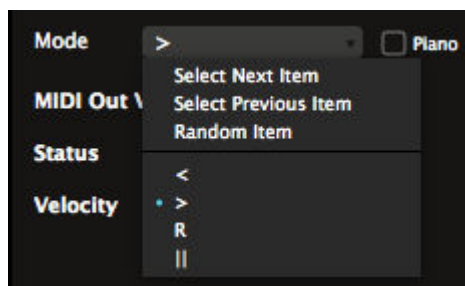 Mode > Piano
Select Next Item
MIDI Out Select Previous Item
Random Item
Status
<
Velocity >
R
||